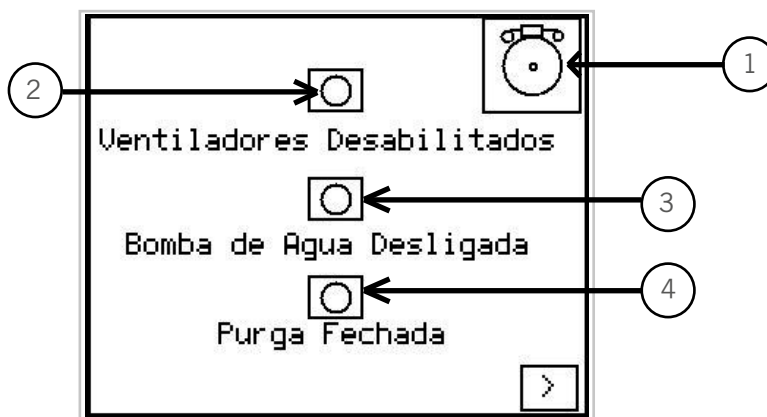 1
2
Ventiladores Desabilitados
3
Bomba de Agua Desligada
4
Purga Fechada
>